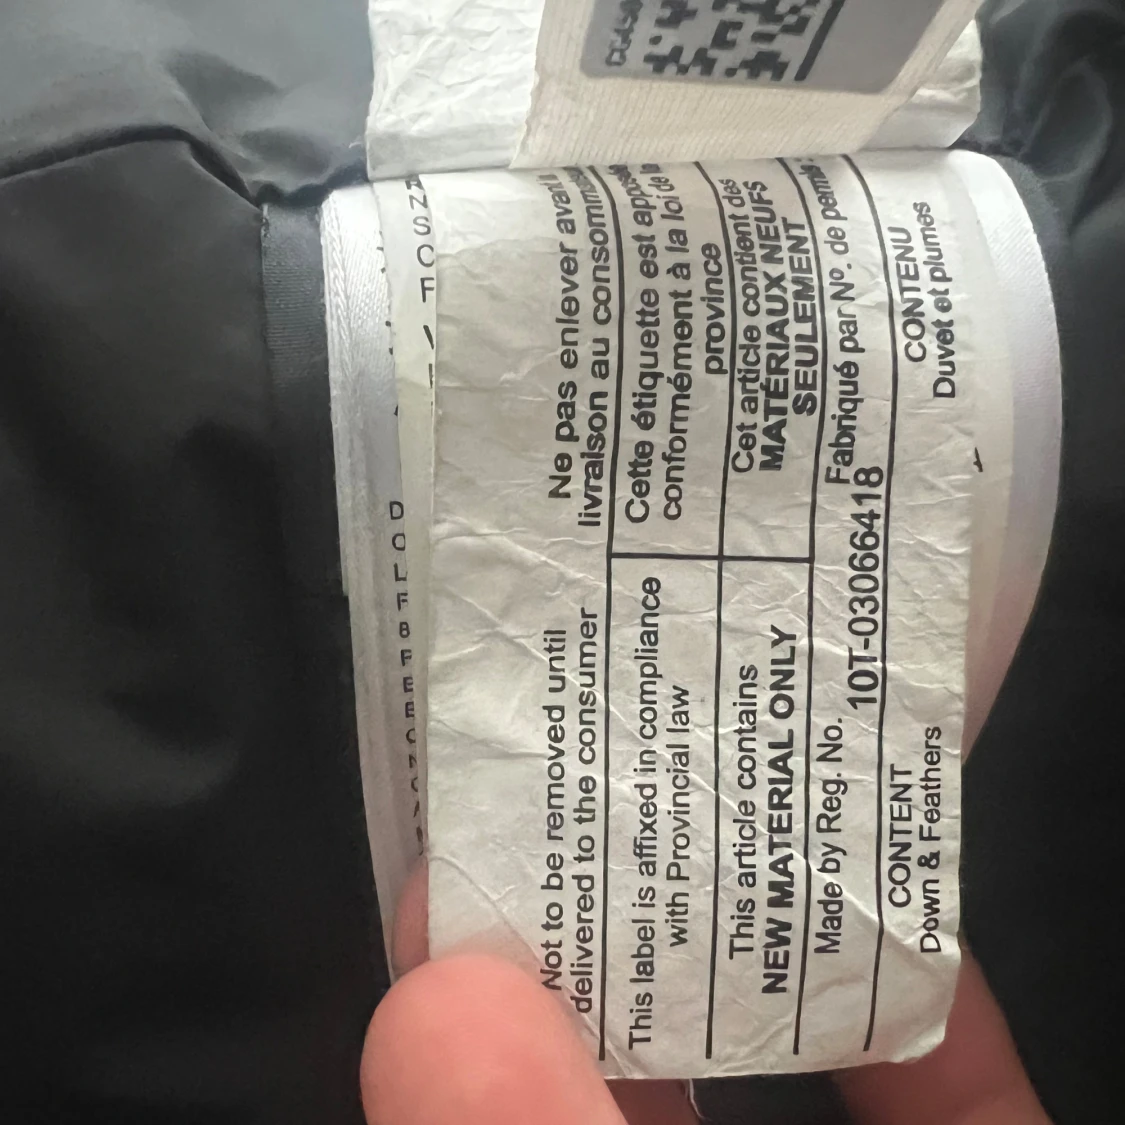 Not to be removed until
delivered to the consumer
Ne pas enlever avant
livraison au consommateur
This label is affixed in compliance
with Provincial law
Cette étiquette est apposée
conformément à la loi de la
province
This article contains
NEW MATERIAL ONLY
Cet article contient des
MATÉRIAUX NEUFS
SEULEMENT
Made by Reg. No.
10T-03066418
Fabriqué par Nº. de permis:
CONTENT
Down & Feathers
CONTENU
Duvet et plumes